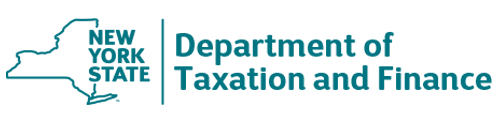 NEW
YORK
STATE
Department of
Taxation and Finance